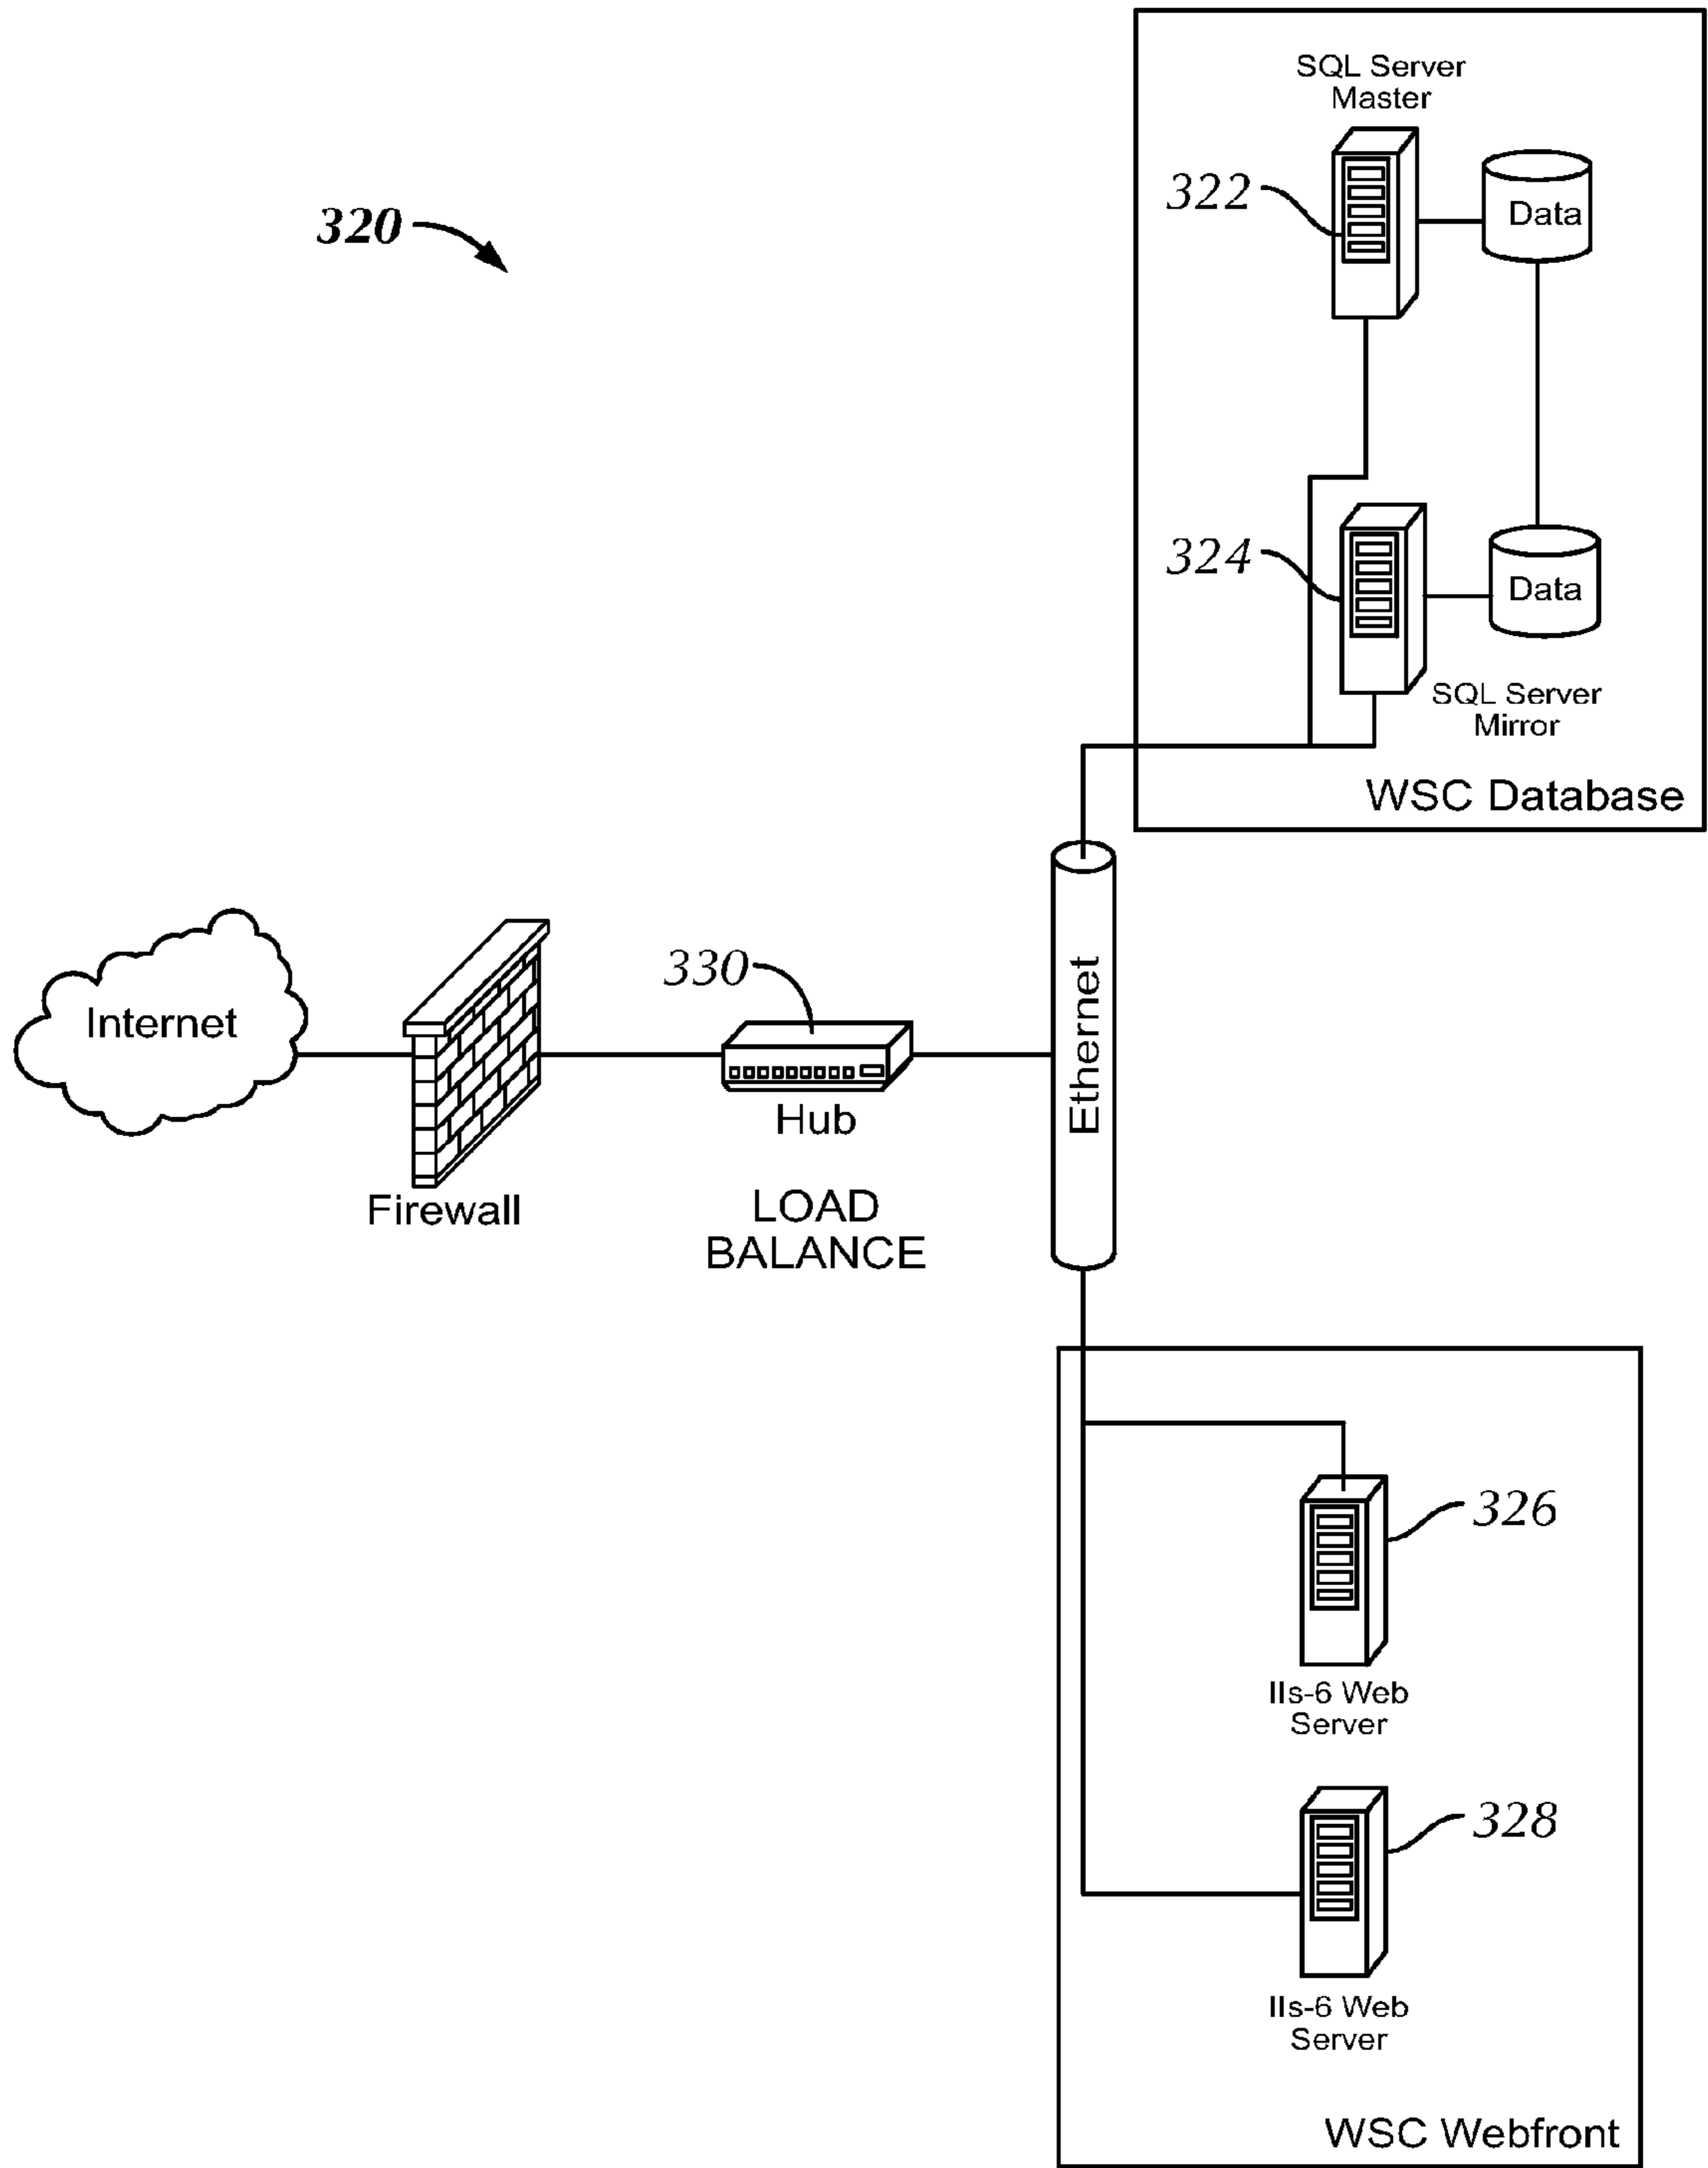 SQL Server
Master
322
Data
320
324
Data
SQL Server
Mirror
WSC Database
Internet
Firewall
330
Hub
LOAD
BALANCE
Ethernet
326
IIs-6 Web
Server
328
IIs-6 Web
Server
WSC Webfront